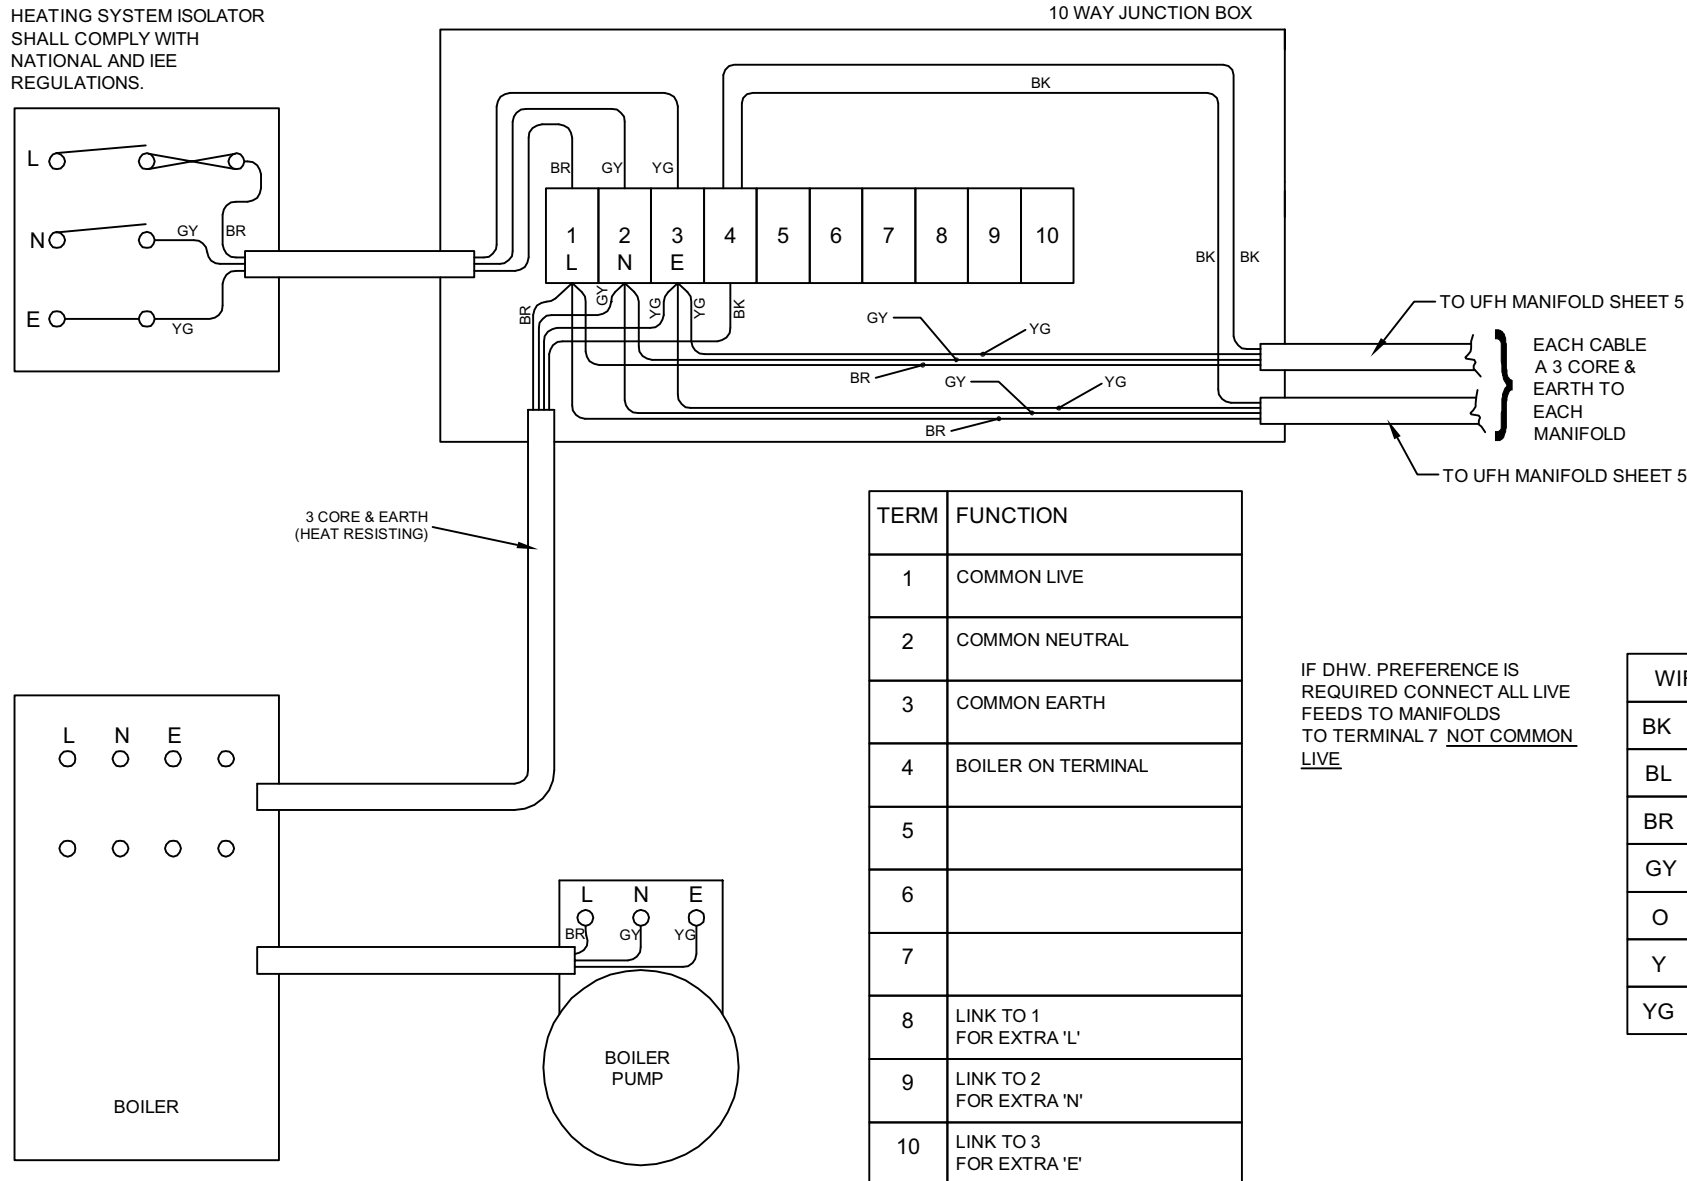 HEATING SYSTEM ISOLATOR
SHALL COMPLY WITH
NATIONAL AND IEE
REGULATIONS.
10 WAY JUNCTION BOX
BK
L
BR
GY
YG
N
GY
BR
1
2
3
4
5
6
7
8
9
10
L
N
E
BK
BK
E
YG
BR
GY
YG
YG
BK
GY
YG
TO UFH MANIFOLD SHEET 5
BR
GY
YG
BR
EACH CABLE
A 3 CORE &
EARTH TO
EACH
MANIFOLD
TO UFH MANIFOLD SHEET 5
3 CORE & EARTH
(HEAT RESISTING)
TERM FUNCTION
1 COMMON LIVE
2 COMMON NEUTRAL
3 COMMON EARTH
4 BOILER ON TERMINAL
5
6
7
8 LINK TO 1
FOR EXTRA 'L'
9 LINK TO 2
FOR EXTRA 'N'
10 LINK TO 3
FOR EXTRA 'E'
IF DHW. PREFERENCE IS
REQUIRED CONNECT ALL LIVE
FEEDS TO MANIFOLDS
TO TERMINAL 7 NOT COMMON
LIVE
BK
BL
BR
GY
O
Y
YG
L N E
BOILER
L N E
BR
GY
YG
BOILER
PUMP